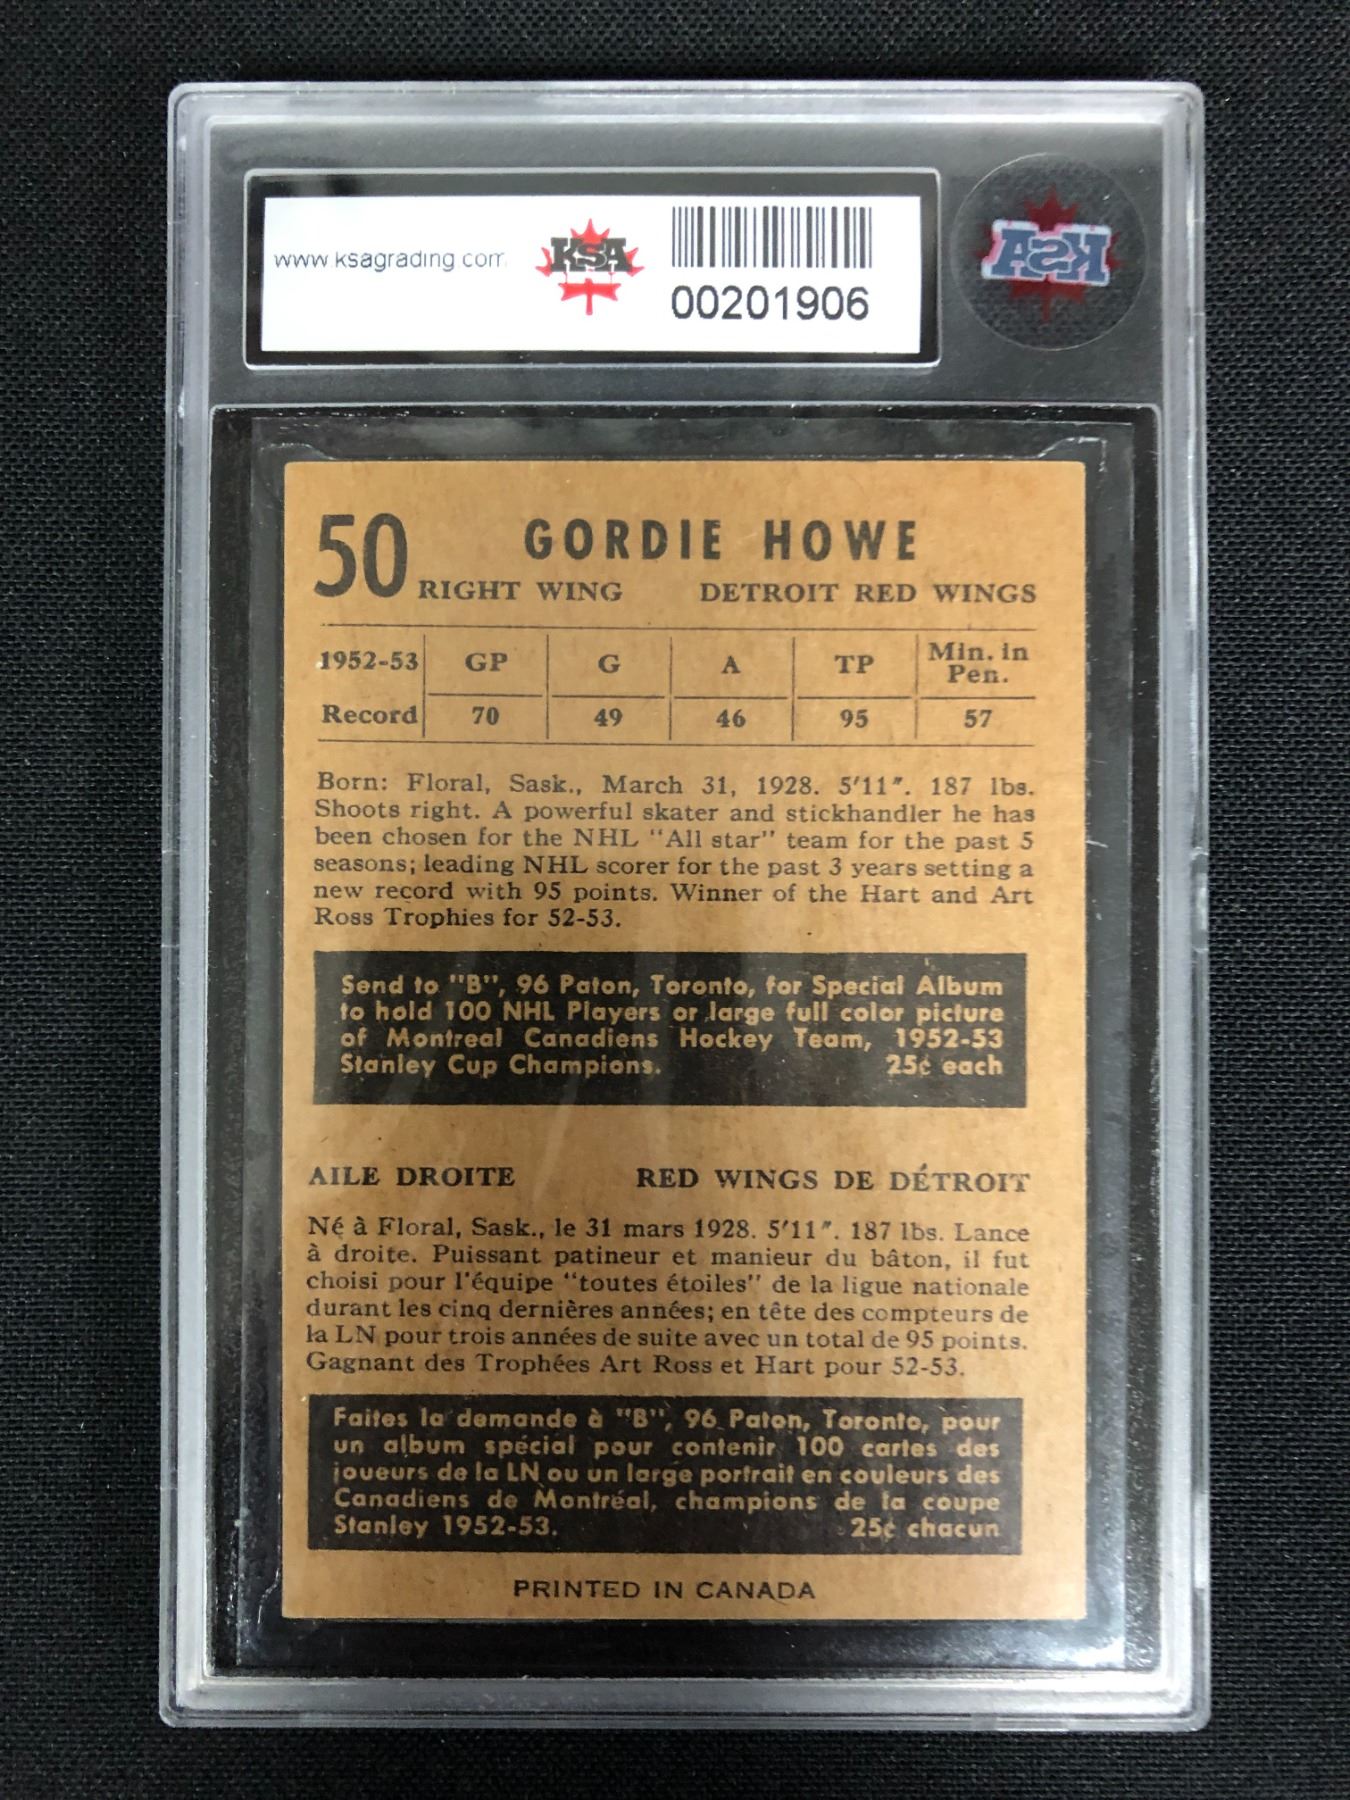 www.ksagrading.com
KSA
00201906
KSA
50 GORDIE HOWE
RIGHT WING DETROIT RED WINGS
1952-53 GP G A TP Min. in Pen.
Record 70 49 46 95 57
Born: Floral, Sask., March 31, 1928. 5'11". 187 lbs.
Shoots right. A powerful skater and stickhandler he has
been chosen for the NHL "All star" team for the past 5
seasons; leading NHL scorer for the past 3 years setting a
new record with 95 points. Winner of the Hart and Art
Ross Trophies for 52-53.
Send to "B", 96 Paton, Toronto, for Special Album
to hold 100 NHL Players or large full color picture
of Montreal Canadiens Hockey Team, 1952-53
Stanley Cup Champions. 25¢ each
AILE DROITE RED WINGS DE DÉTROIT
Né à Floral, Sask., le 31 mars 1928. 5'11". 187 lbs. Lance
à droite. Puissant patineur et manieur du bâton, il fut
choisi pour l'équipe "toutes étoiles" de la ligue nationale
durant les cinq dernières années; en tête des compteurs de
la LN pour trois années de suite avec un total de 95 points.
Gagnant des Trophées Art Ross et Hart pour 52-53.
Faites la demande à "B", 96 Paton, Toronto, pour
un album spécial pour contenir 100 cartes des
joueurs de la LN ou un large portrait en couleurs des
Canadiens de Montréal, champions de la coupe
Stanley 1952-53. 25¢ chacun
PRINTED IN CANADA